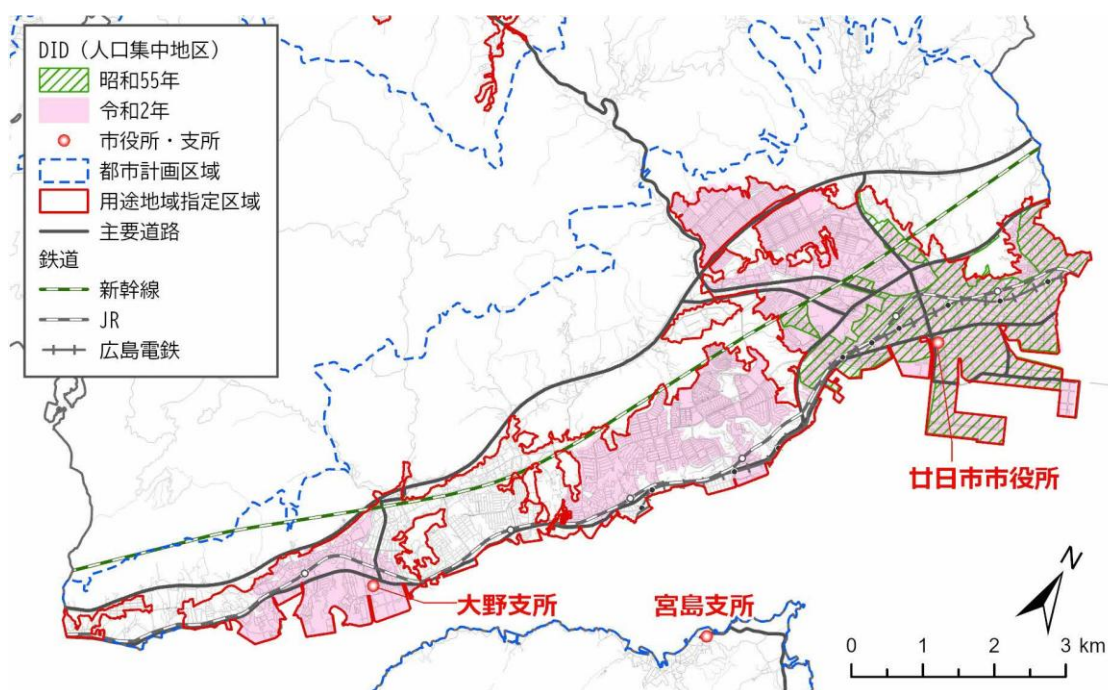 DID（人口集中地区）
昭和55年
令和2年
市役所・支所
都市計画区域
用途地域指定区域
主要道路
鉄道
新幹線
JR
広島電鉄
廿日市市役所
大野支所
宮島支所
N
0 1 2 3 km